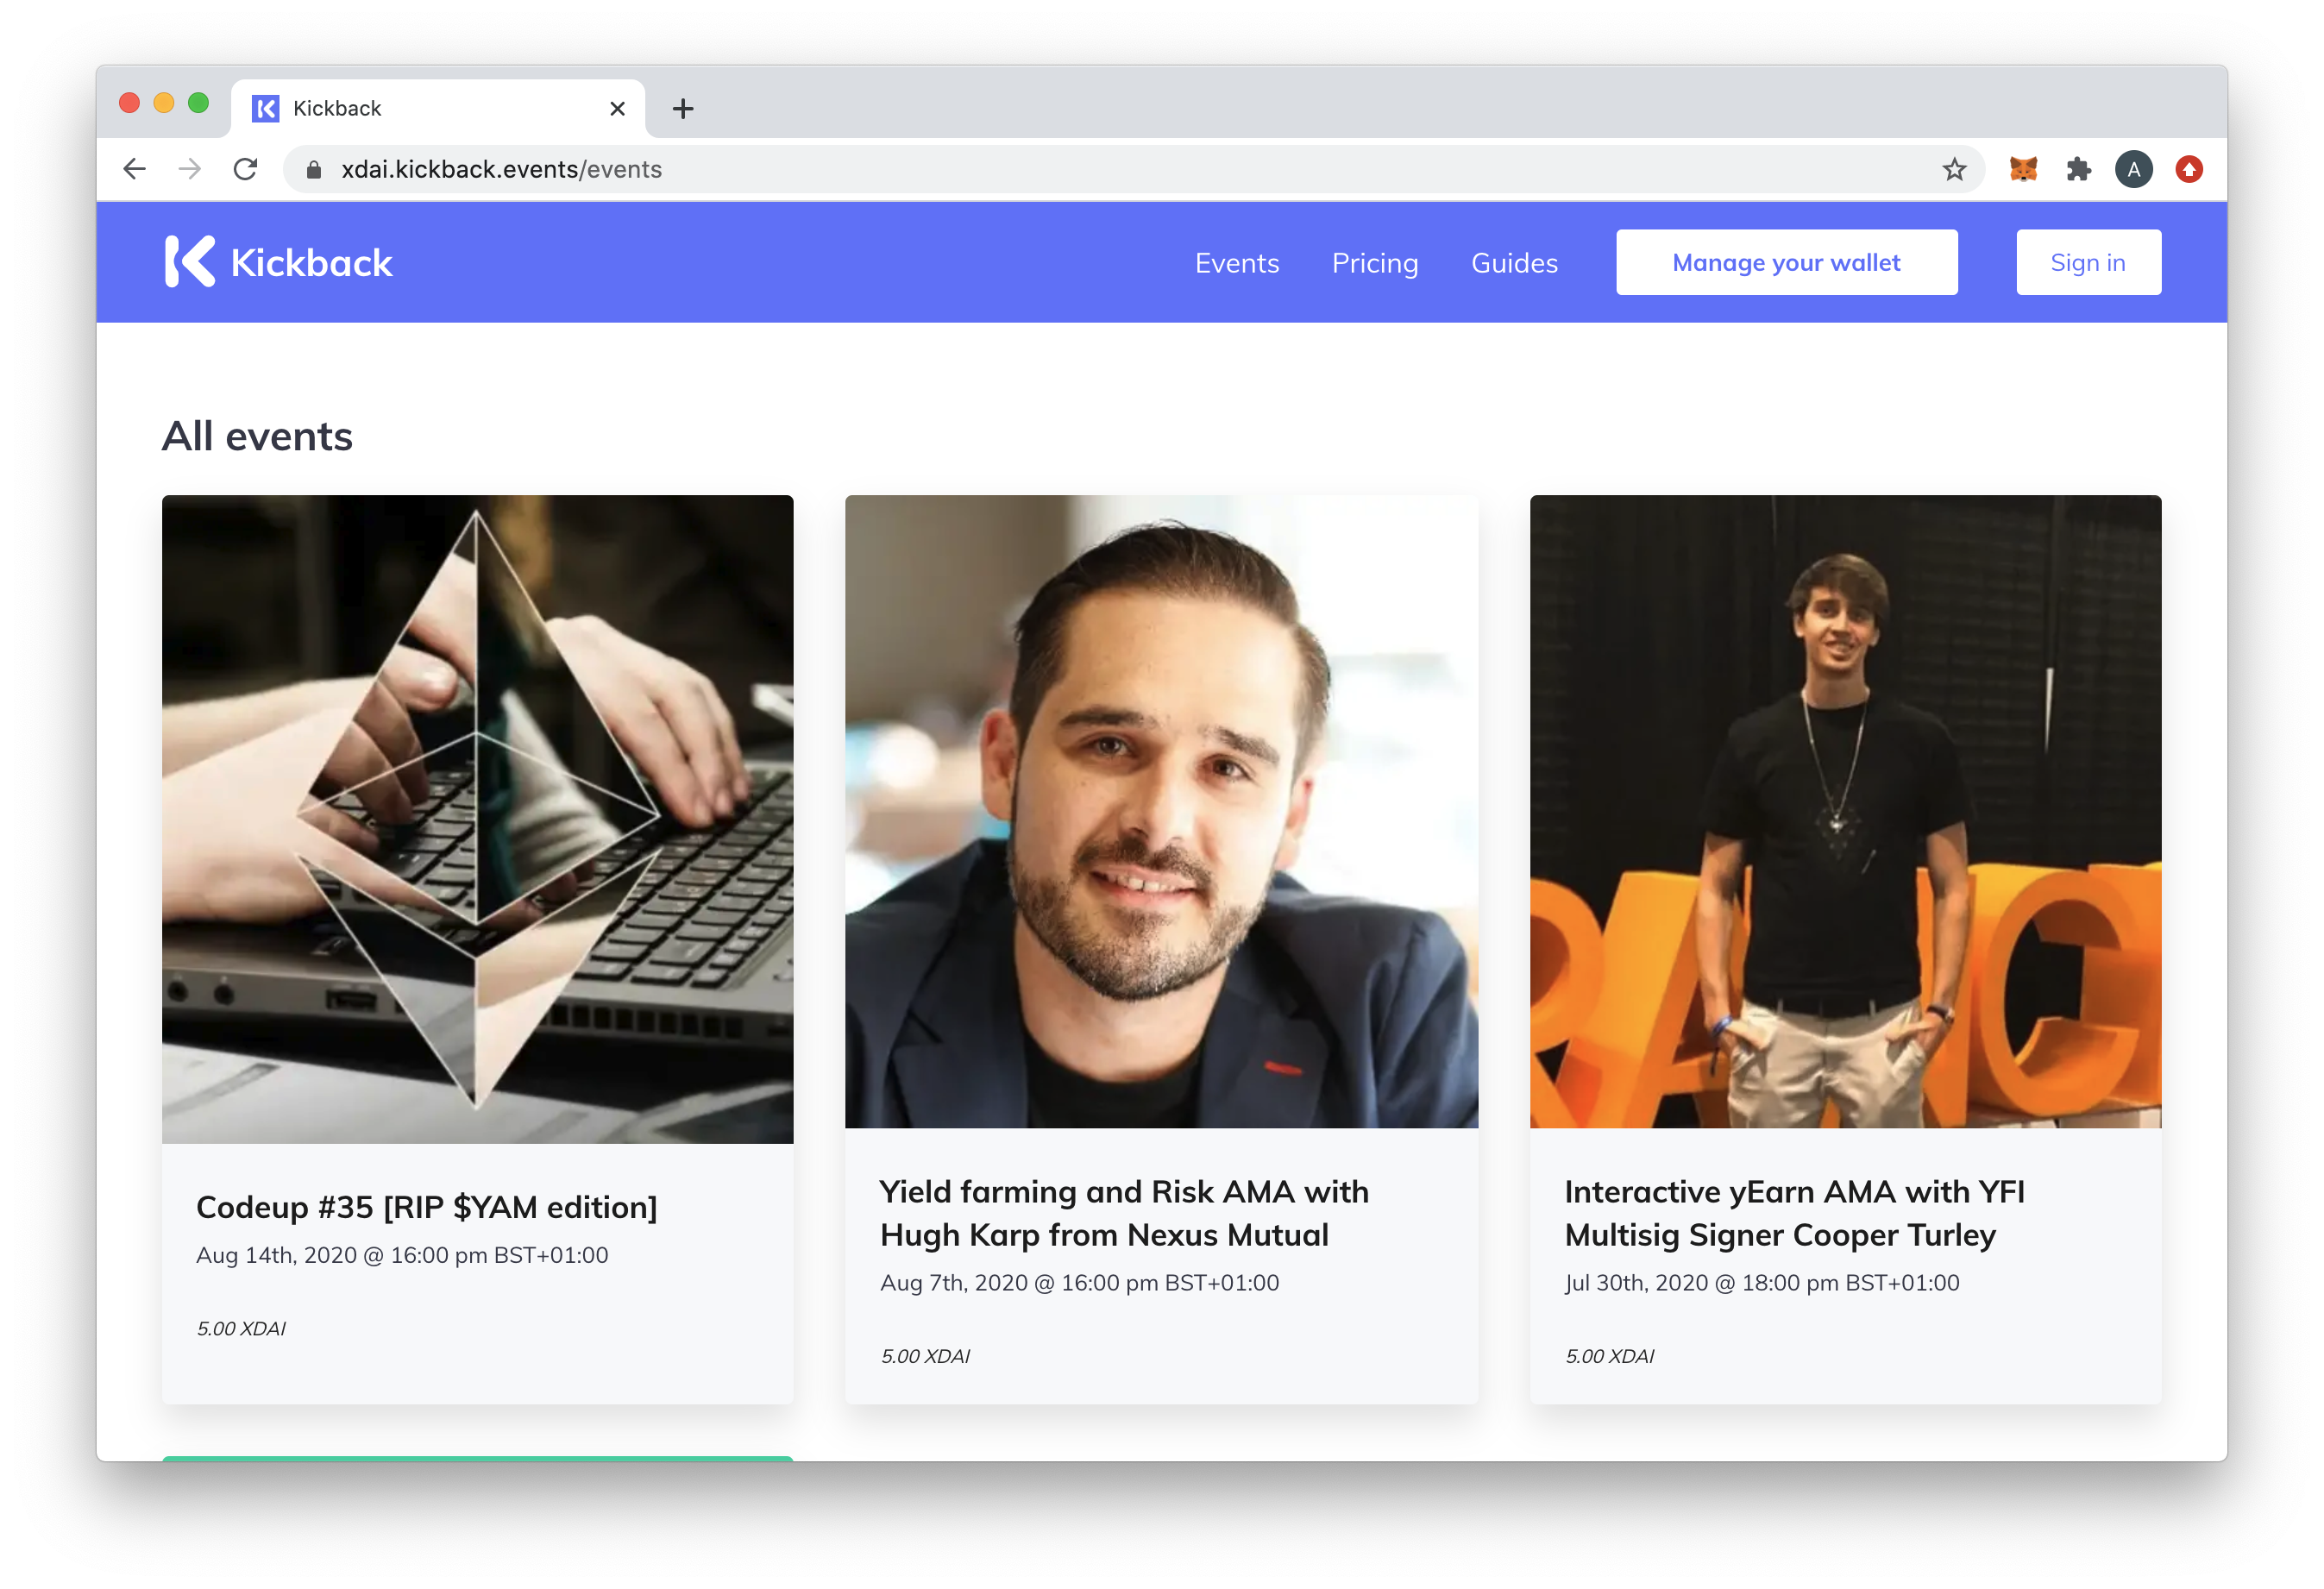 Kickback
xdai.kickback.events/events
A
Kickback
Events
Pricing
Guides
Manage your wallet
Sign in
All events
Codeup #35 [RIP $YAM edition]
Aug 14th, 2020 @ 16:00 pm BST+01:00
5.00 XDAI
Yield farming and Risk AMA with
Hugh Karp from Nexus Mutual
Aug 7th, 2020 @ 16:00 pm BST+01:00
5.00 XDAI
RANC
Interactive yEarn AMA with YFI
Multisig Signer Cooper Turley
Jul 30th, 2020 @ 18:00 pm BST+01:00
5.00 XDAI